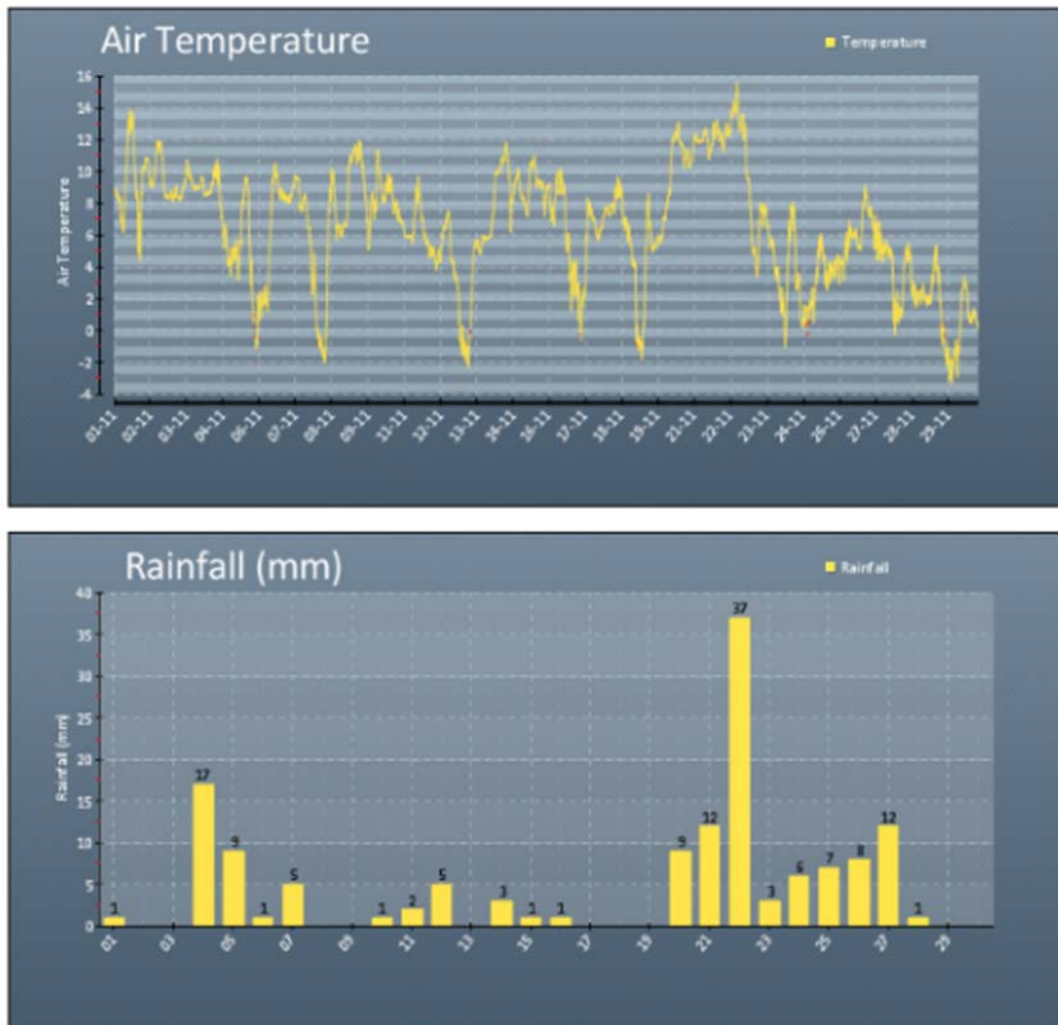 Air Temperature
Temperature
16
14
12
10
8
6
4
2
0
-2
-4
Air Temperature
01-11 02-11 03-11 04-11 06-11 07-11 08-11 09-11 11-11 12-11 13-11 14-11 16-11 17-11 18-11 19-11 21-11 22-11 23-11 24-11 26-11 27-11 28-11 29-11
Rainfall (mm)
Rainfall
40
35
30
25
20
15
10
5
0
Rainfall (mm)
1 17 9 1 5 1 2 5 3 1 1 9 12 37 3 6 7 8 12 1
01 03 05 07 09 11 13 15 17 19 21 23 25 27 29